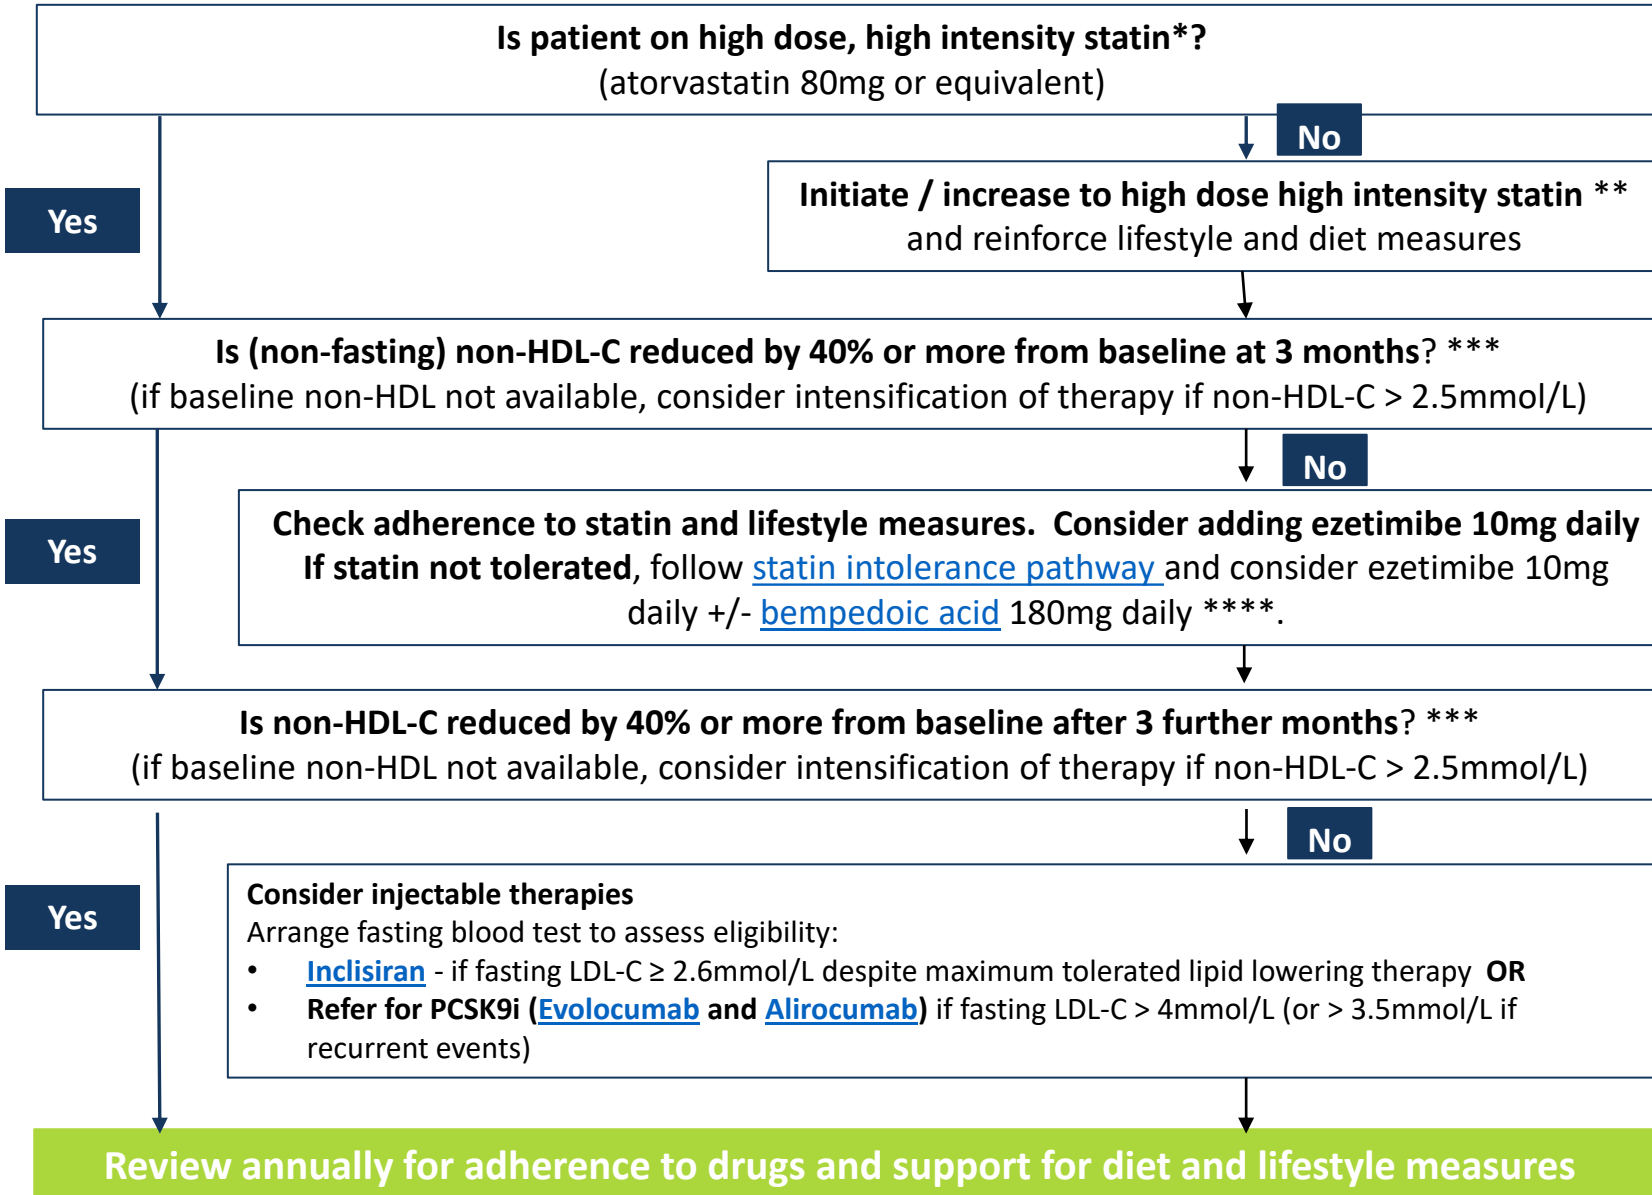 Is patient on high dose, high intensity statin*?
(atorvastatin 80mg or equivalent)
No
Initiate / increase to high dose high intensity statin **
and reinforce lifestyle and diet measures
Yes
Is (non-fasting) non-HDL-C reduced by 40% or more from baseline at 3 months? ***
(if baseline non-HDL not available, consider intensification of therapy if non-HDL-C > 2.5mmol/L)
No
Yes
Check adherence to statin and lifestyle measures. Consider adding ezetimibe 10mg daily
If statin not tolerated, follow statin intolerance pathway and consider ezetimibe 10mg
daily +/- bempedoic acid 180mg daily ****.
Is non-HDL-C reduced by 40% or more from baseline after 3 further months? ***
(if baseline non-HDL not available, consider intensification of therapy if non-HDL-C > 2.5mmol/L)
No
Yes
Consider injectable therapies
Arrange fasting blood test to assess eligibility:
• Inclisiran - if fasting LDL-C ≥ 2.6mmol/L despite maximum tolerated lipid lowering therapy OR
• Refer for PCSK9i (Evolocumab and Alirocumab) if fasting LDL-C > 4mmol/L (or > 3.5mmol/L if
recurrent events)
Review annually for adherence to drugs and support for diet and lifestyle measures